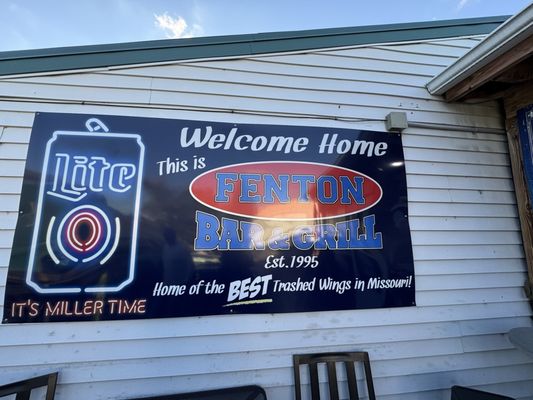 Welcome Home
This is
FENTON
BAR & GRILL
Est. 1995
Home of the BEST Trashed Wings in Missouri!
Lite
IT'S MILLER TIME